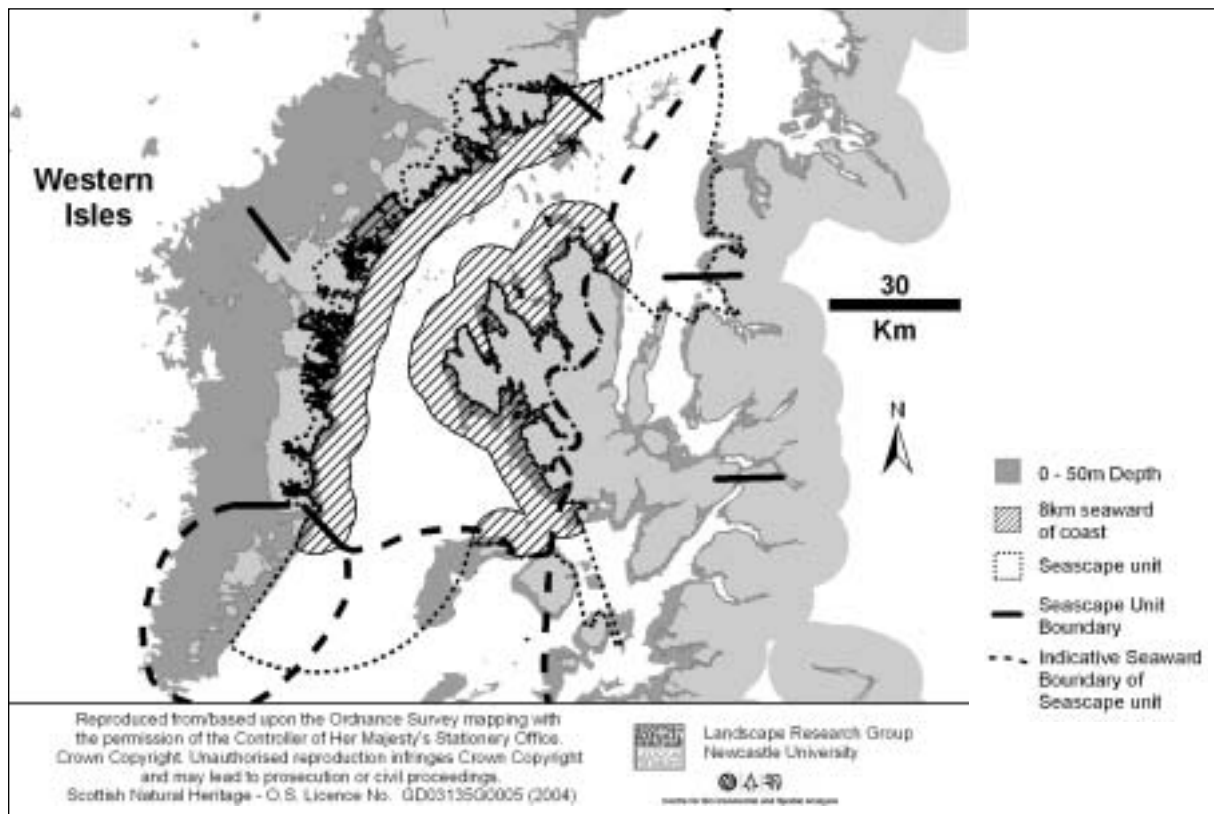 Western
Isles
30
Km
N
0 - 50m Depth
8km seaward
of coast
Seascape unit
Seascape Unit
Boundary
Indicative Seaward
Boundary of
Seascape unit
Reproduced from/based upon the Ordnance Survey mapping with
the permission of the Controller of Her Majesty's Stationery Office.
Crown Copyright. Unauthorised reproduction infringes Crown Copyright
and may lead to prosecution or civil proceedings.
Scottish Natural Heritage - O.S. Licence No. GD03135G0005 (2004)
Landscape Research Group
Newcastle University